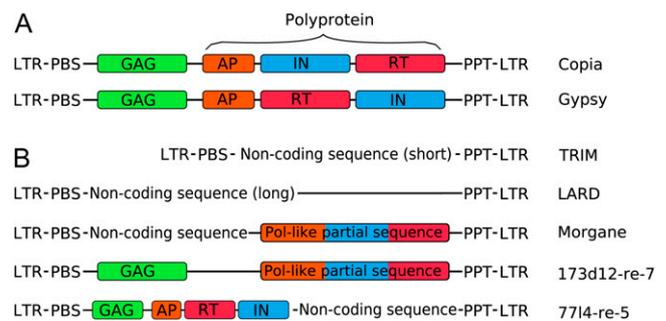 A Polyprotein
LTR-PBS GAG AP IN RT PPT-LTR Copia
LTR-PBS GAG AP RT IN PPT-LTR Gypsy
B
LTR-PBS- Non-coding sequence (short) -PPT-LTR TRIM
LTR-PBS-Non-coding sequence (long) PPT-LTR LARD
LTR-PBS-Non-coding sequence Pol-like partial sequence PPT-LTR Morgane
LTR-PBS GAG Pol-like partial sequence PPT-LTR 173d12-re-7
LTR-PBS GAG AP RT IN -Non-coding sequence-PPT-LTR 77I4-re-5